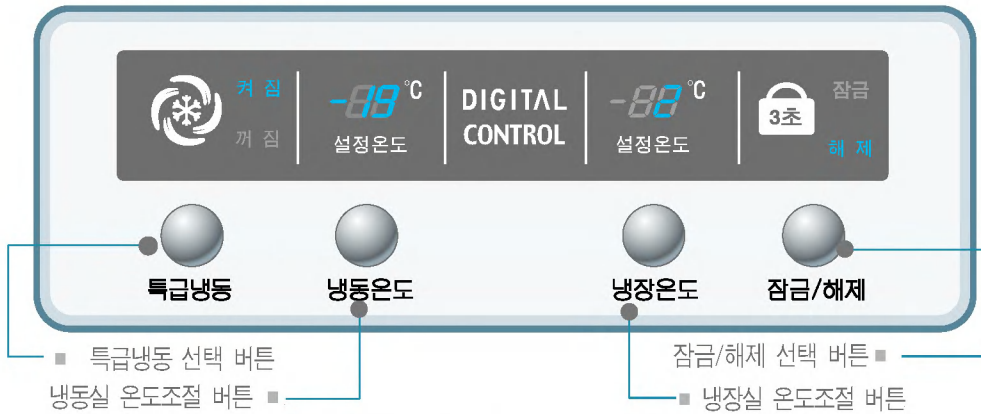 켜 짐
꺼 짐
-19 °C
설정온도
DIGITAL
CONTROL
-2 °C
설정온도
3초
잠금
해 제
특급냉동
냉동온도
냉장온도
잠금/해제
■ 특급냉동 선택 버튼
냉동실 온도조절 버튼 ■
잠금/해제 선택 버튼 ■
■ 냉장실 온도조절 버튼